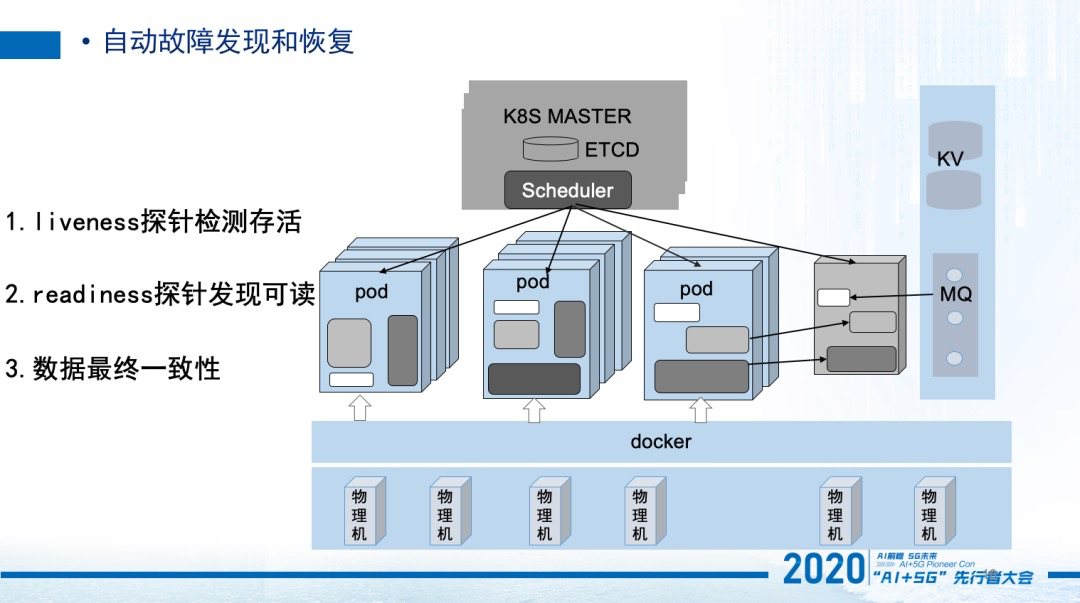 • 自动故障发现和恢复
K8S MASTER
ETCD
Scheduler
KV
1.liveness探针检测存活
2.readiness探针发现可读
3.数据最终一致性
pod
pod
pod
MQ
docker
物理机
物理机
物理机
物理机
物理机
物理机
2020
AI前瞻 5G未来
AI+5G Pioneer Con
“AI+5G”先行者大会